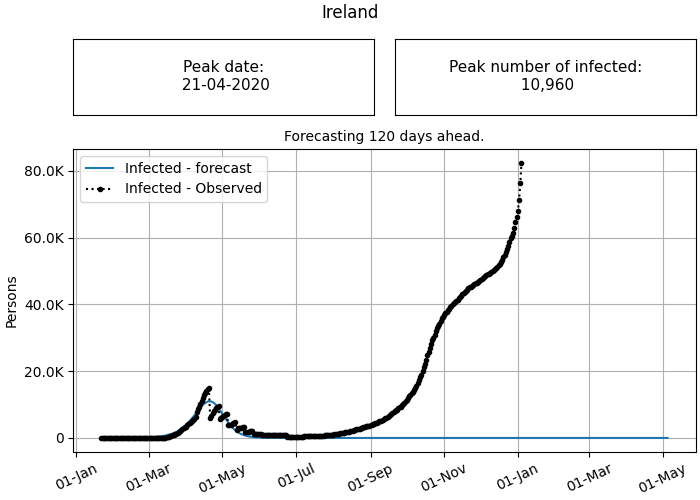 Ireland
Peak date:
21-04-2020
Peak number of infected:
10,960
Forecasting 120 days ahead.
Infected - forecast
Infected - Observed
80.0K
60.0K
40.0K
20.0K
0
Persons
01-Jan 01-Mar 01-May 01-Jul 01-Sep 01-Nov 01-Jan 01-Mar 01-May